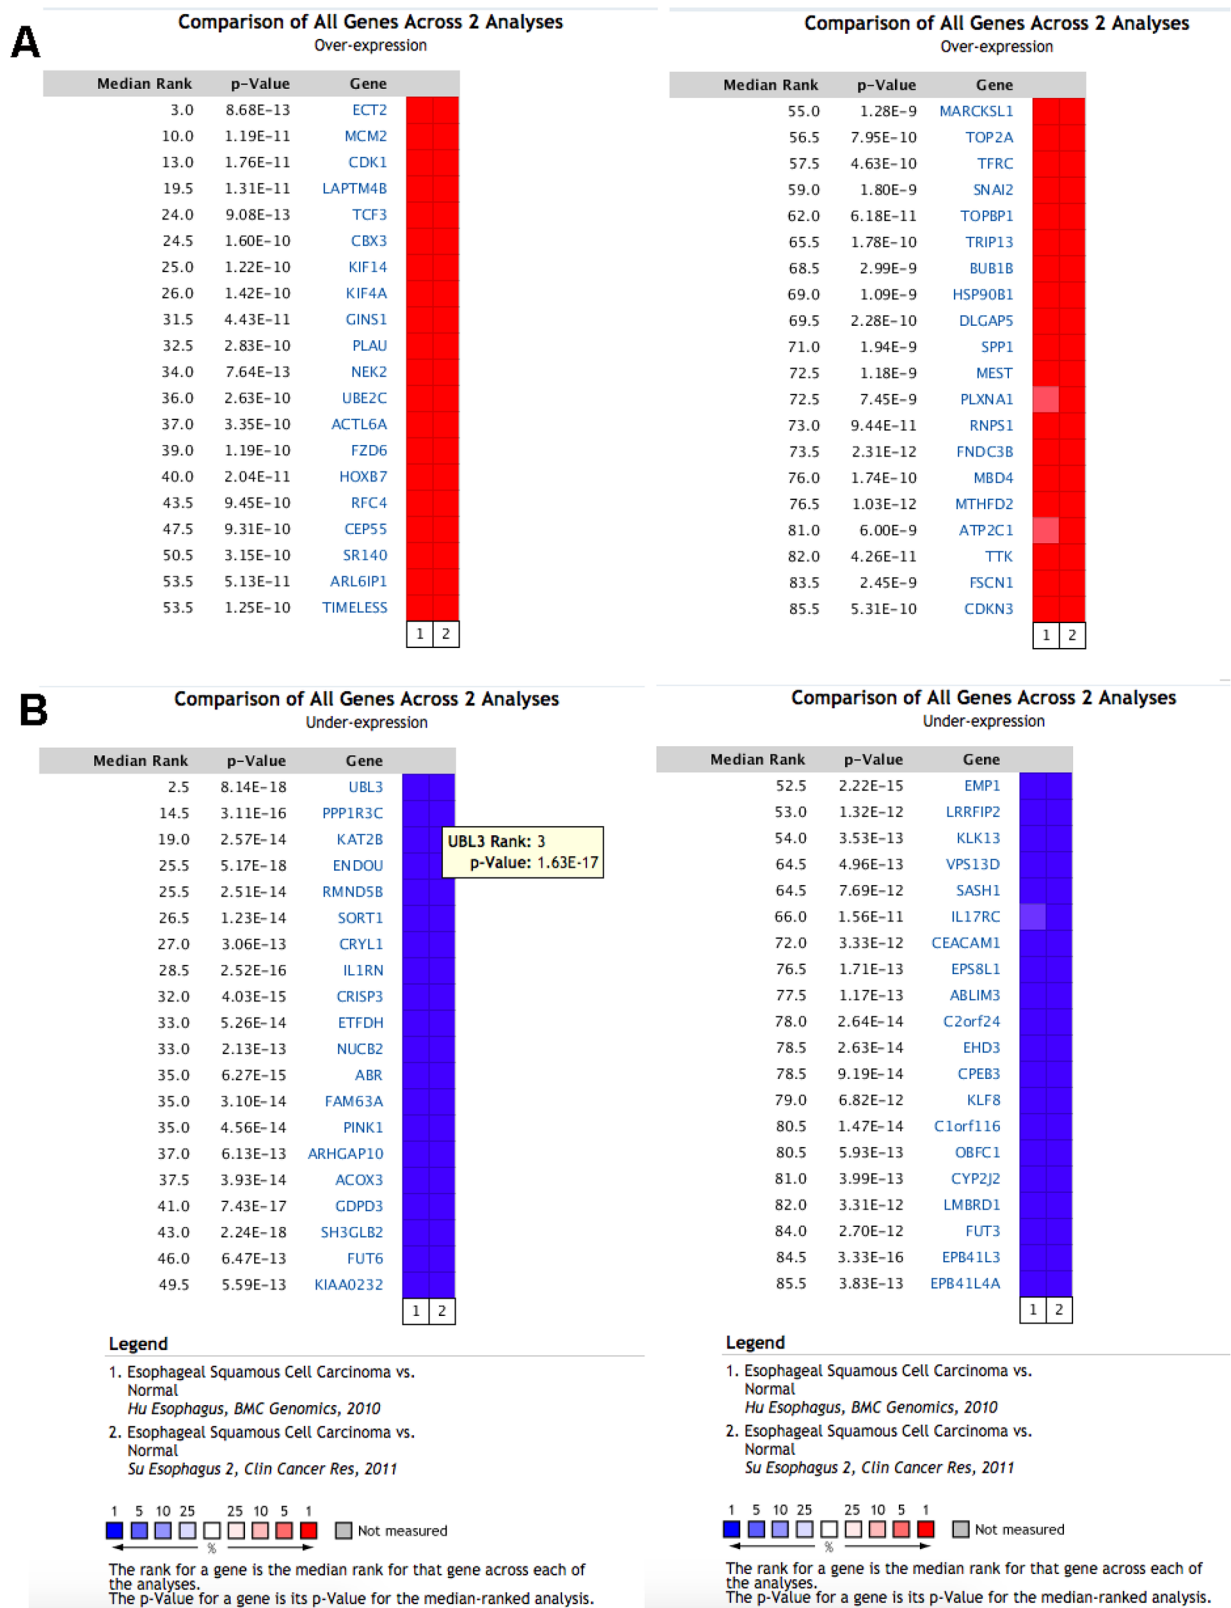 A
Comparison of All Genes Across 2 Analyses
Over-expression
Median Rank p-Value Gene
3.0 8.68E-13 ECT2
10.0 1.19E-11 MCM2
13.0 1.76E-11 CDK1
19.5 1.31E-11 LAPTM4B
24.0 9.08E-13 TCF3
24.5 1.60E-10 CBX3
25.0 1.22E-10 KIF14
26.0 1.42E-10 KIF4A
31.5 4.43E-11 GINS1
32.5 2.83E-10 PLAU
34.0 7.64E-13 NEK2
36.0 2.63E-10 UBE2C
37.0 3.35E-10 ACTL6A
39.0 1.19E-10 FZD6
40.0 2.04E-11 HOXB7
43.5 9.45E-10 RFC4
47.5 9.31E-10 CEP55
50.5 3.15E-10 SR140
53.5 5.13E-11 ARL6IP1
53.5 1.25E-10 TIMELESS
1 2
Comparison of All Genes Across 2 Analyses
Over-expression
Median Rank p-Value Gene
55.0 1.28E-9 MARCKSL1
56.5 7.95E-10 TOP2A
57.5 4.63E-10 TFRC
59.0 1.80E-9 SNAI2
62.0 6.18E-11 TOPBP1
65.5 1.78E-10 TRIP13
68.5 2.99E-9 BUB1B
69.0 1.09E-9 HSP90B1
69.5 2.28E-10 DLGAP5
71.0 1.94E-9 SPP1
72.5 1.18E-9 MEST
72.5 7.45E-9 PLXNA1
73.0 9.44E-11 RNPS1
73.5 2.31E-12 FNDC3B
76.0 1.74E-10 MBD4
76.5 1.03E-12 MTHFD2
81.0 6.00E-9 ATP2C1
82.0 4.26E-11 TTK
83.5 2.45E-9 FSCN1
85.5 5.31E-10 CDKN3
1 2
B
Comparison of All Genes Across 2 Analyses
Under-expression
Median Rank p-Value Gene
2.5 8.14E-18 UBL3
14.5 3.11E-16 PPP1R3C
19.0 2.57E-14 KAT2B
25.5 5.17E-18 ENDOU
25.5 2.51E-14 RMND5B
26.5 1.23E-14 SORT1
27.0 3.06E-13 CRYL1
28.5 2.52E-16 IL1RN
32.0 4.03E-15 CRISP3
33.0 5.26E-14 ETFDH
33.0 2.13E-13 NUCB2
35.0 6.27E-15 ABR
35.0 3.10E-14 FAM63A
35.0 4.56E-14 PINK1
37.0 6.13E-13 ARHGAP10
37.5 3.93E-14 ACOX3
41.0 7.43E-17 GDPD3
43.0 2.24E-18 SH3GLB2
46.0 6.47E-13 FUT6
49.5 5.59E-13 KIAA0232
1 2
UBL3 Rank: 3
p-Value: 1.63E-17
Legend
1. Esophageal Squamous Cell Carcinoma vs.
Normal
Hu Esophagus, BMC Genomics, 2010
2. Esophageal Squamous Cell Carcinoma vs.
Normal
Su Esophagus 2, Clin Cancer Res, 2011
1 5 10 25 25 10 5 1
Not measured
%
The rank for a gene is the median rank for that gene across each of
the analyses.
The p-Value for a gene is its p-Value for the median-ranked analysis.
Comparison of All Genes Across 2 Analyses
Under-expression
Median Rank p-Value Gene
52.5 2.22E-15 EMP1
53.0 1.32E-12 LRRFIP2
54.0 3.53E-13 KLK13
64.5 4.96E-13 VPS13D
64.5 7.69E-12 SASH1
66.0 1.56E-11 IL17RC
72.0 3.33E-12 CEACAM1
76.5 1.71E-13 EPS8L1
77.5 1.17E-13 ABLIM3
78.0 2.64E-14 C2orf24
78.5 2.63E-14 EHD3
78.5 9.19E-14 CPEB3
79.0 6.82E-12 KLF8
80.5 1.47E-14 C1orf116
80.5 5.93E-13 OBFC1
81.0 3.99E-13 CYP2J2
82.0 3.31E-12 LMBRD1
84.0 2.70E-12 FUT3
84.5 3.33E-16 EPB41L3
85.5 3.83E-13 EPB41L4A
1 2
Legend
1. Esophageal Squamous Cell Carcinoma vs.
Normal
Hu Esophagus, BMC Genomics, 2010
2. Esophageal Squamous Cell Carcinoma vs.
Normal
Su Esophagus 2, Clin Cancer Res, 2011
1 5 10 25 25 10 5 1
Not measured
%
The rank for a gene is the median rank for that gene across each of
the analyses.
The p-Value for a gene is its p-Value for the median-ranked analysis.